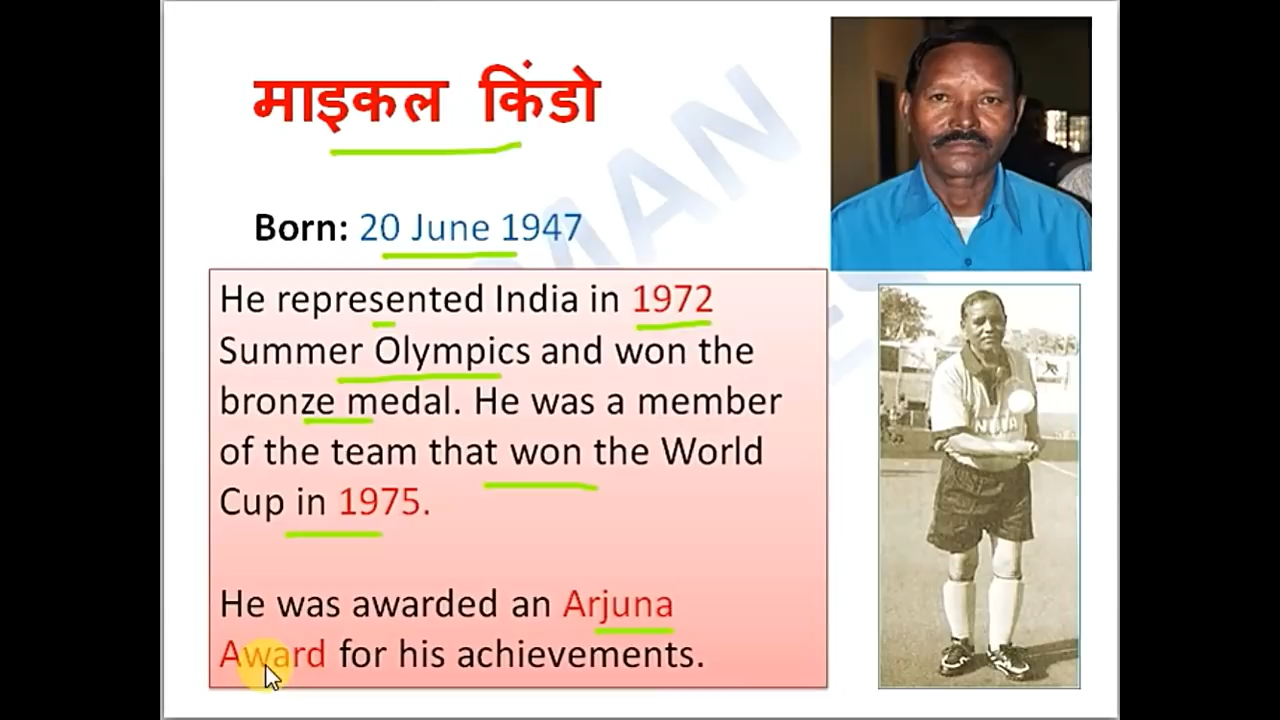 माइकल किंडो
Born: 20 June 1947
He represented India in 1972
Summer Olympics and won the
bronze medal. He was a member
of the team that won the World
Cup in 1975.
He was awarded an Arjuna
Award for his achievements.